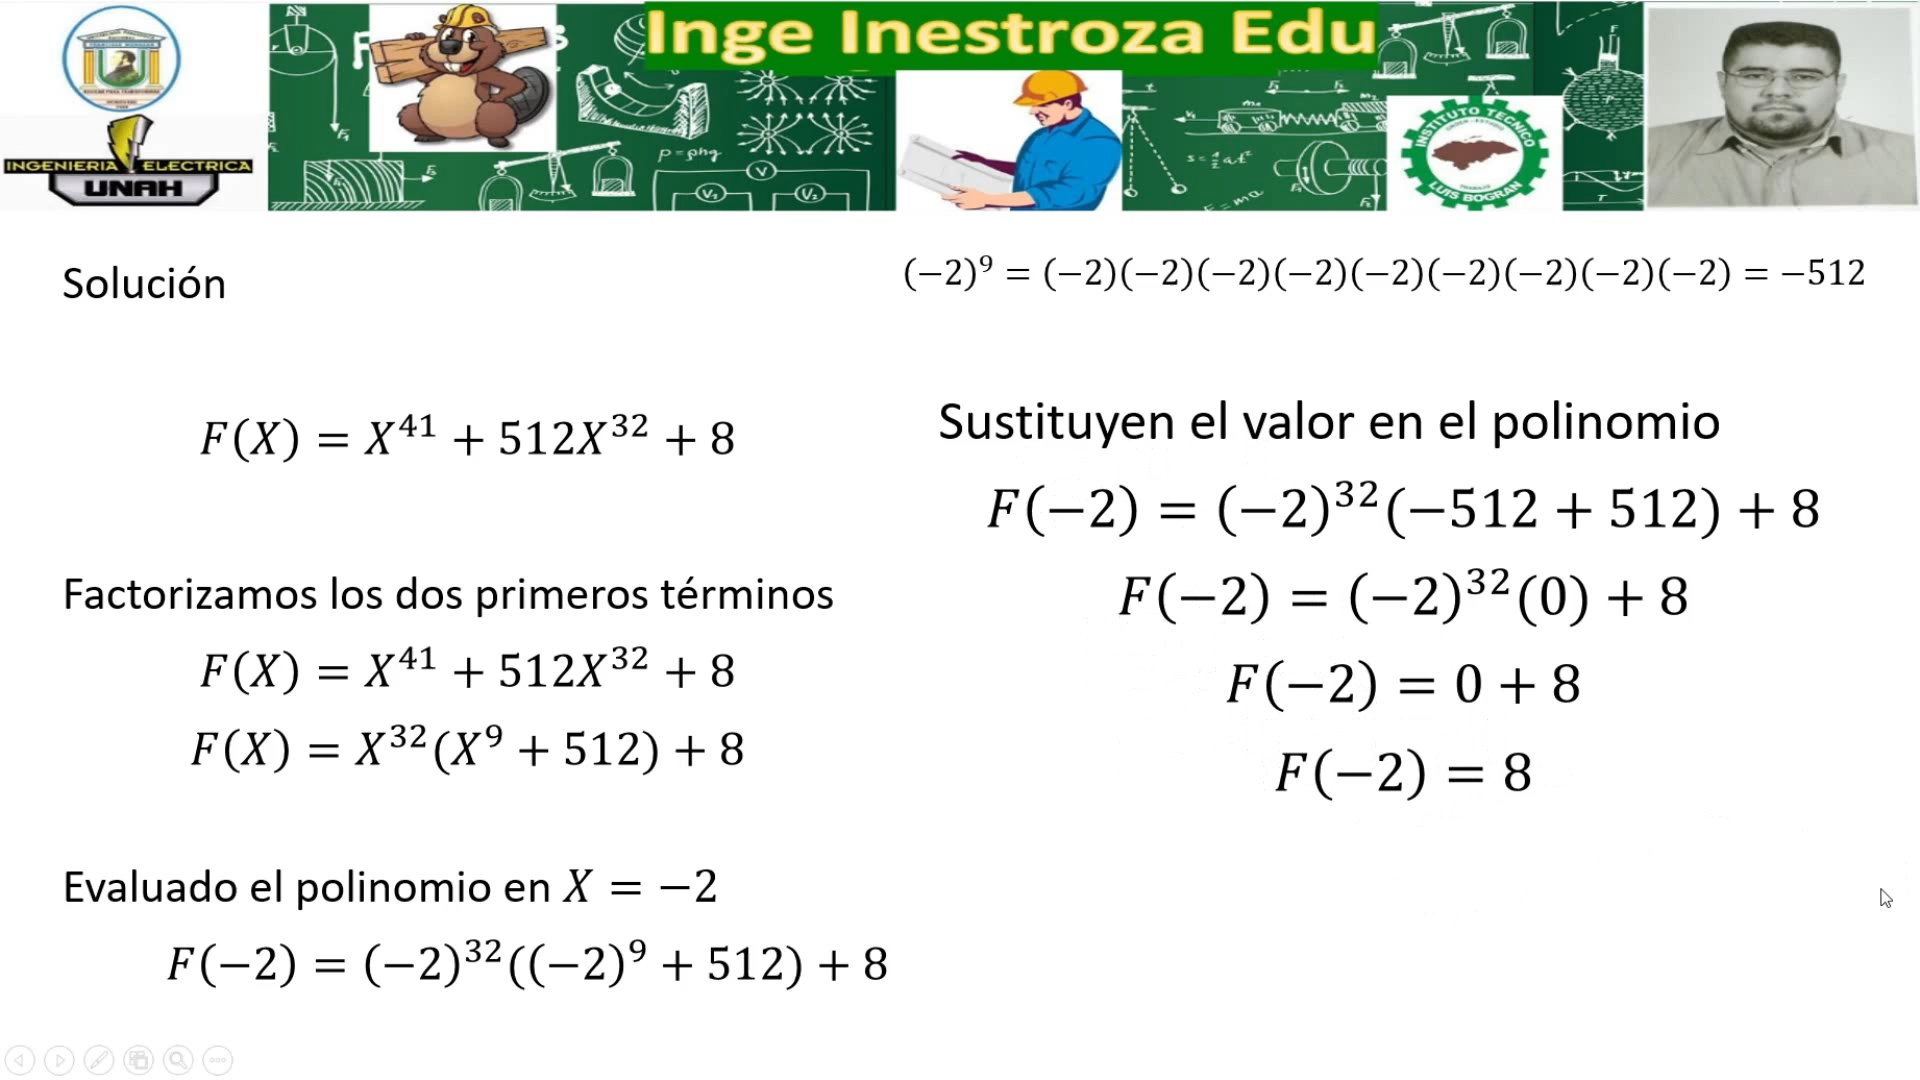 Inge Inestroza Edu
INGENIERIA ELECTRICA
UNAH
INSTITUTO TECNICO
LUIS BOGRAN
p=ρhg
V
V₁
V₂
Solución
(−2)⁹ = (−2)(−2)(−2)(−2)(−2)(−2)(−2)(−2)(−2) = −512
F(X) = X⁴¹ + 512X³² + 8
Factorizamos los dos primeros términos
F(X) = X⁴¹ + 512X³² + 8
F(X) = X³²(X⁹ + 512) + 8
Evaluado el polinomio en X = −2
F(−2) = (−2)³²((−2)⁹ + 512) + 8
Sustituyen el valor en el polinomio
F(−2) = (−2)³²(−512 + 512) + 8
F(−2) = (−2)³²(0) + 8
F(−2) = 0 + 8
F(−2) = 8